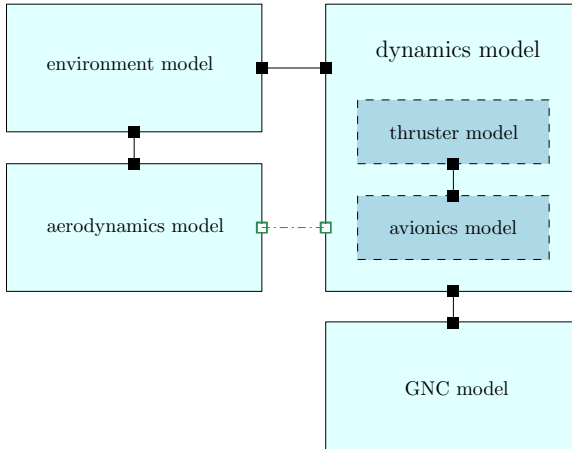 environment model
dynamics model
thruster model
aerodynamics model
avionics model
GNC model